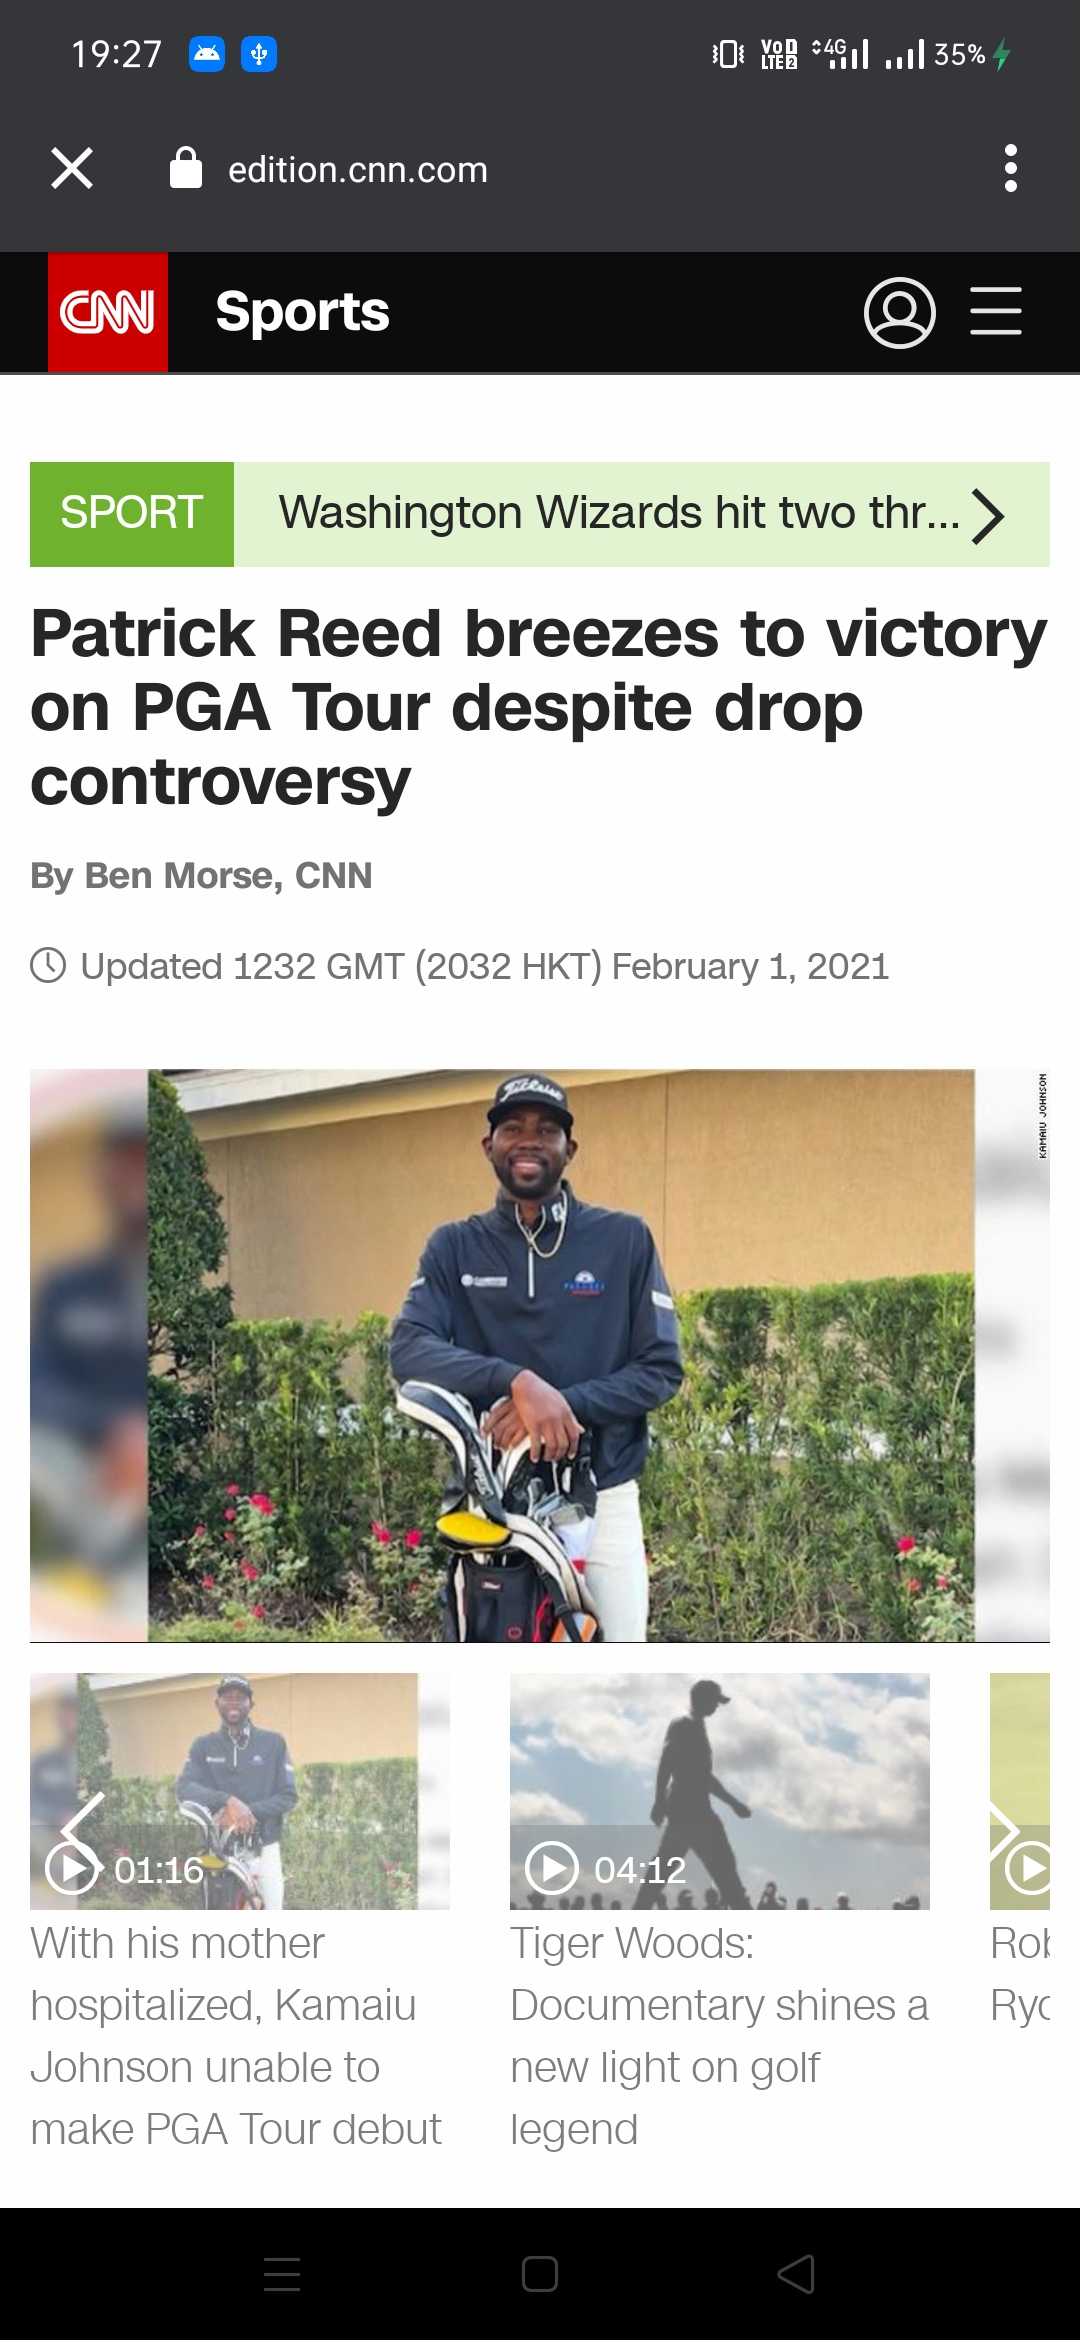 19:27
VoD LTE2 4G 35%
edition.cnn.com
CNN Sports
SPORT Washington Wizards hit two thr...
Patrick Reed breezes to victory
on PGA Tour despite drop
controversy
By Ben Morse, CNN
Updated 1232 GMT (2032 HKT) February 1, 2021
KAMAIU JOHNSON
Titleist
01:16
With his mother
hospitalized, Kamaiu
Johnson unable to
make PGA Tour debut
04:12
Tiger Woods:
Documentary shines a
new light on golf
legend